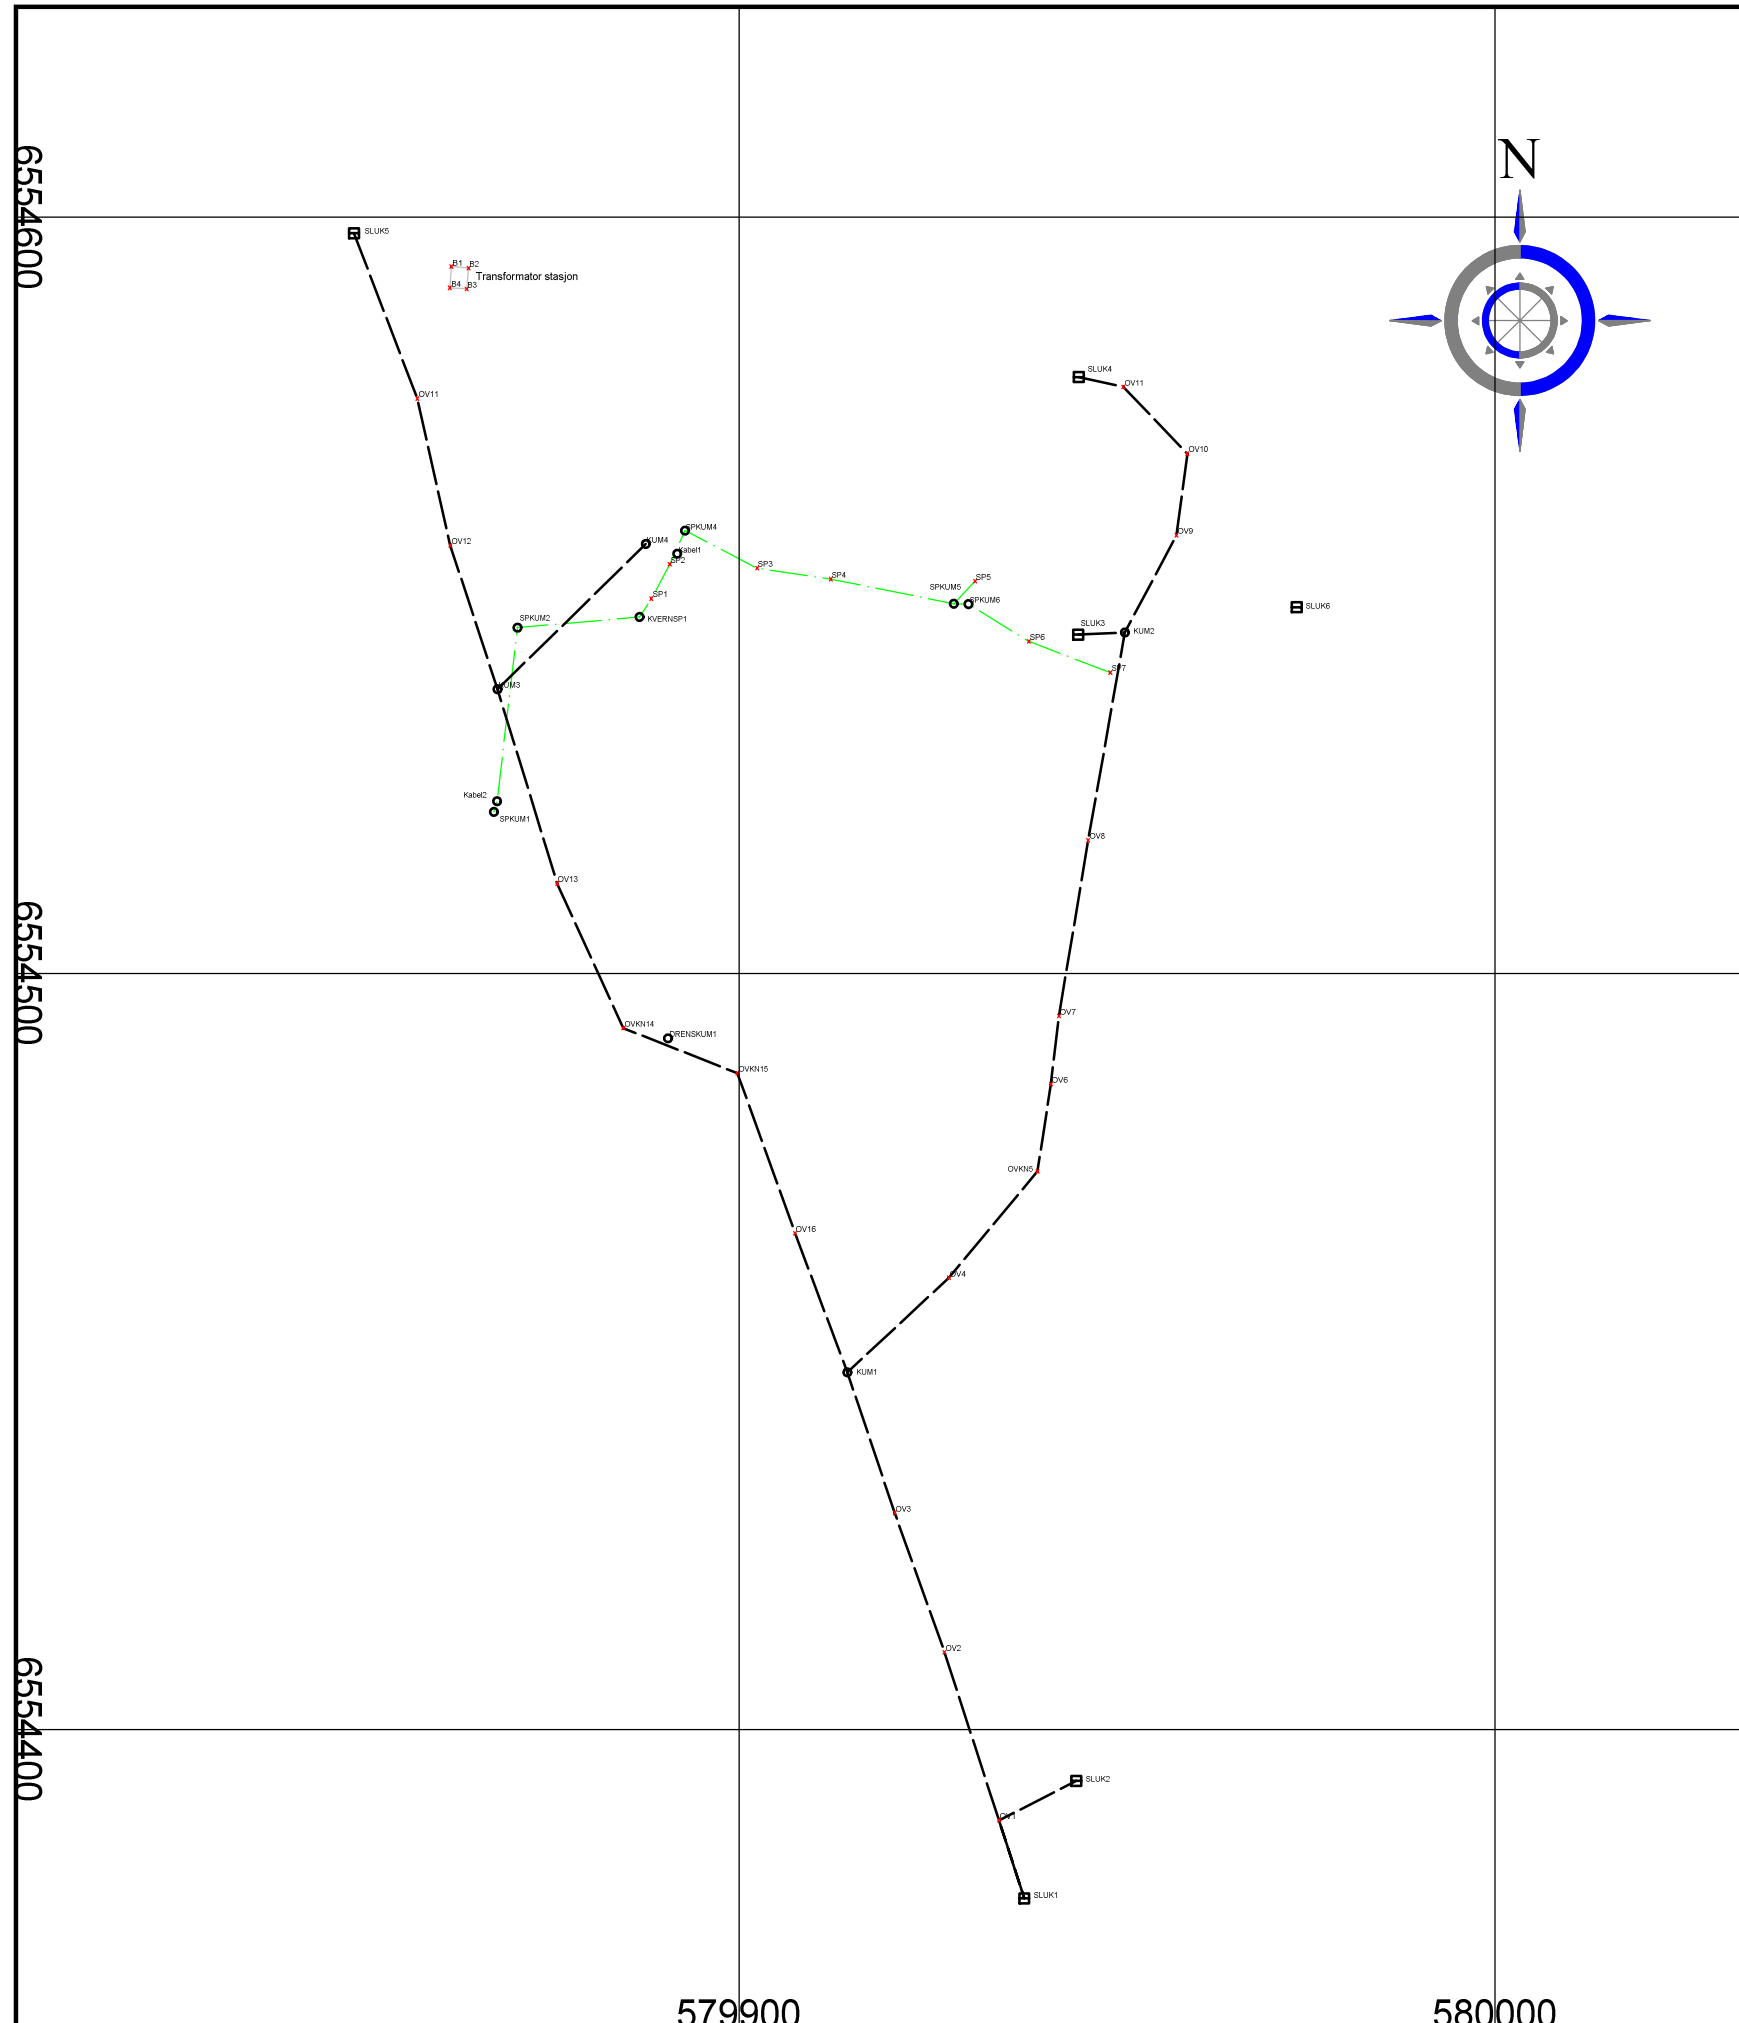 N
6554600
SLUK5
B1
B2
Transformator stasjon
B4
B3
SLUK4
OV11
OV11
OV10
SPKUM4
OV9
OV12
KUM4
Kabel1
SP2
SP3
SP4
SP5
SPKUM5
SPKUM6
SP1
SLUK6
SPKUM2
KVERNSP1
SLUK3
KUM2
SP6
SP7
KUM3
Kabel2
SPKUM1
OV8
OV13
6554500
OV7
OVKN14
DRENSKUM1
OVKN15
OV6
OVKN5
OV16
OV4
KUM1
OV3
OV2
6554400
SLUK2
OV1
SLUK1
579900
580000